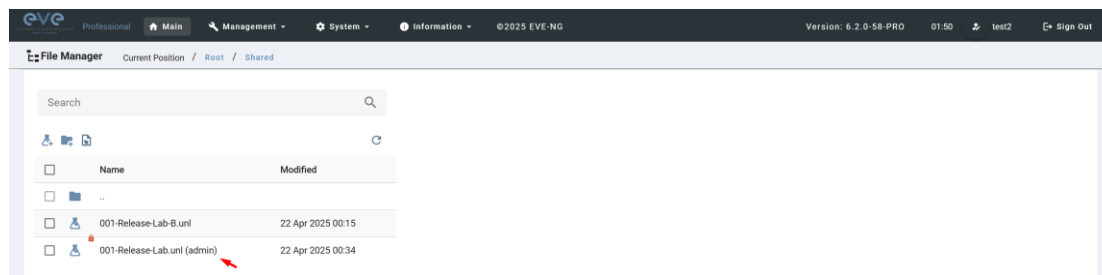 eve Professional Main Management System Information ©2025 EVE-NG Version: 6.2.0-58-PRO 01:50 test2 Sign Out
File Manager Current Position / Root / Shared
Search
Name Modified
..
001-Release-Lab-B.unl 22 Apr 2025 00:15
001-Release-Lab.unl (admin) 22 Apr 2025 00:34